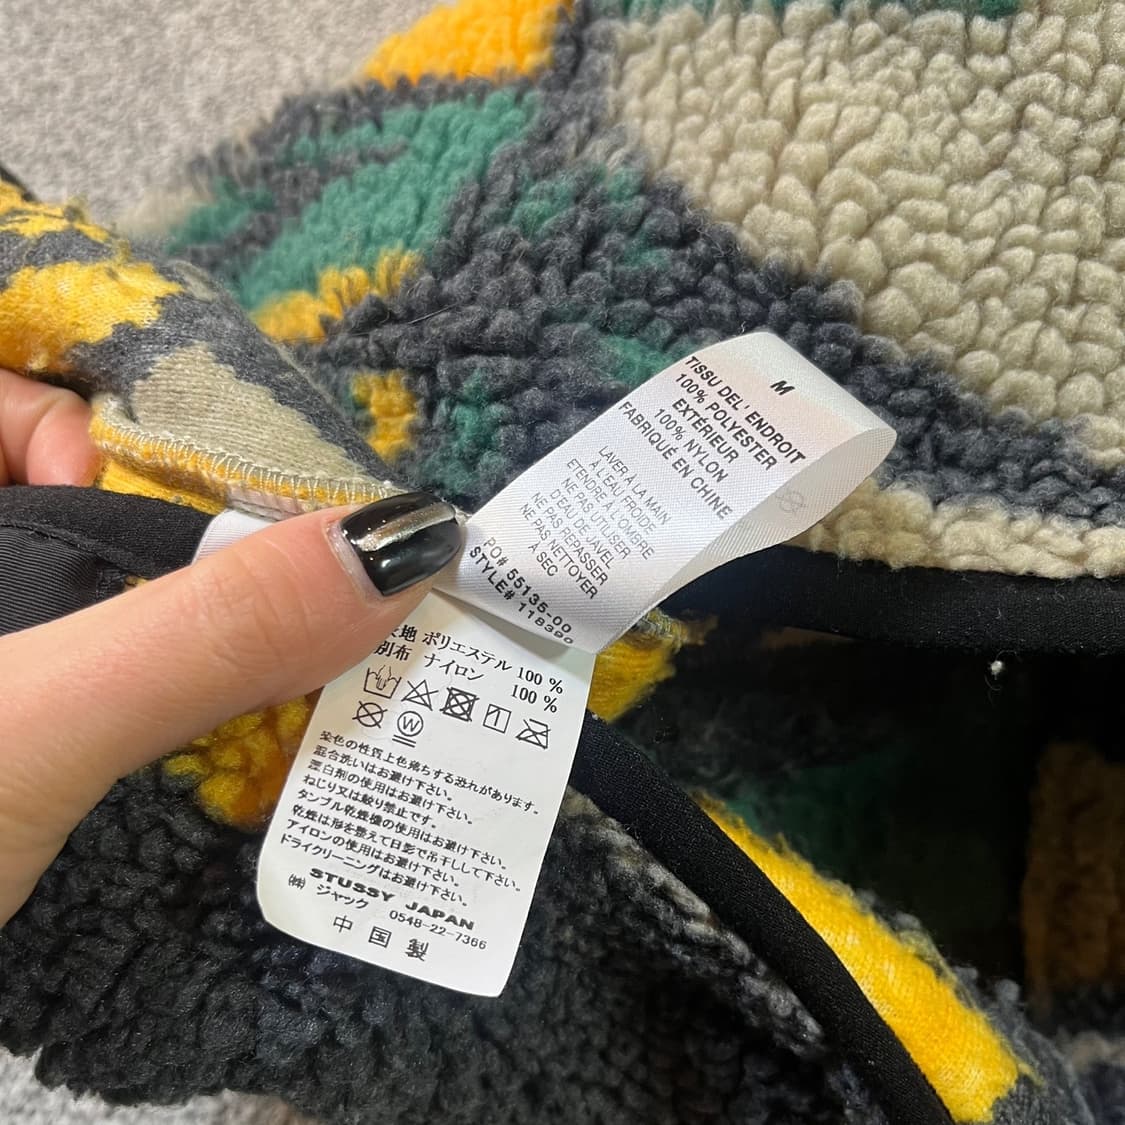 M
TISSU DEL ENDROIT
100% POLYESTER
EXTÉRIEUR
100% NYLON
FABRIQUÉ EN CHINE
LAVER À LA MAIN
À L'EAU FROIDE
ETENDRE À L'OMBRE
NE PAS UTILISER
D'EAU DE JAVEL
NE PAS REPASSER
NE PAS NETTOYER
A SEC
PO# 55135-00
STYLE# 118390
地 ポリエステル 100 %
別布 ナイロン 100 %
1
W
染色の性質上色落ちする恐れがあります。
混合洗いはお避け下さい。
漂白剤の使用はお避け下さい。
ねじり又は絞り禁止です。
タンブル乾燥機の使用はお避け下さい。
乾燥は形を整えて日影で吊干しして下さい。
アイロンの使用はお避け下さい。
ドライクリーニングはお避け下さい。
STUSSY JAPAN
㈱ ジャック 0548-22-7366
中国製